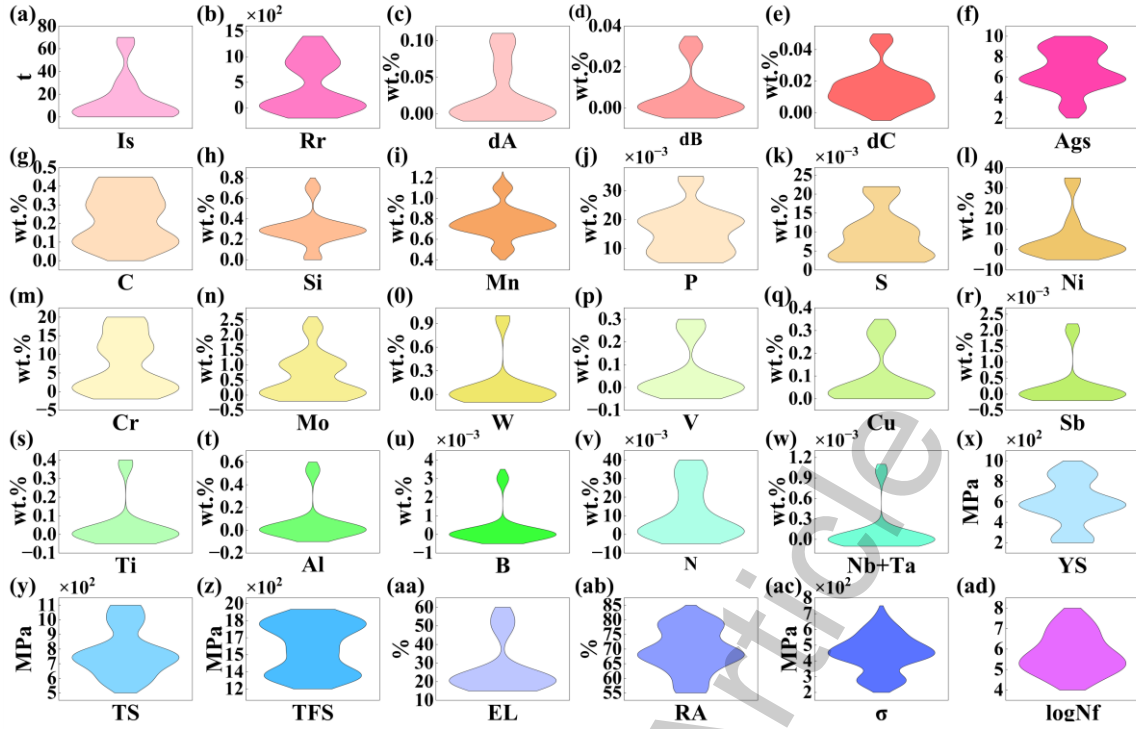 (a) (b) ×10² (c) (d) (e) (f)
80 60 40 20 0 t Is
150 100 50 0 Rr
0.10 0.05 0.00 wt.% dA
0.04 0.02 0.00 wt.% dB
0.04 0.02 0.00 wt.% dC
10 8 6 4 2 Ags
(g) (h) (i) (j) ×10⁻³ (k) ×10⁻³ (l)
0.5 0.4 0.3 0.2 0.1 0.0 wt.% C
0.8 0.6 0.4 0.2 0.0 wt.% Si
1.2 1.0 0.8 0.6 0.4 wt.% Mn
30 20 10 wt.% P
25 20 15 10 5 0 wt.% S
40 30 20 10 0 −10 wt.% Ni
(m) (n) (0) (p) (q) (r) ×10⁻³
20 15 10 5 0 −5 wt.% Cr
2.5 2.0 1.5 1.0 0.5 0.0 −0.5 wt.% Mo
0.9 0.6 0.3 0.0 wt.% W
0.3 0.2 0.1 0.0 −0.1 wt.% V
0.4 0.3 0.2 0.1 0.0 wt.% Cu
2.5 2.0 1.5 1.0 0.5 0.0 −0.5 wt.% Sb
(s) (t) (u) ×10⁻³ (v) ×10⁻³ (w) ×10⁻³ (x) ×10²
0.4 0.3 0.2 0.1 0.0 −0.1 wt.% Ti
0.6 0.4 0.2 0.0 −0.2 wt.% Al
4 3 2 1 0 −1 wt.% B
40 30 20 10 0 −10 wt.% N
1.2 0.9 0.6 0.3 0.0 wt.% Nb+Ta
10 8 6 4 2 MPa YS
(y) ×10² (z) ×10² (aa) (ab) (ac) ×10² (ad)
11 10 9 8 7 6 5 MPa TS
20 18 17 15 14 12 MPa TFS
60 50 40 30 20 10 % EL
85 80 75 70 65 60 55 % RA
8 7 5 4 2 MPa σ
8 7 6 5 4 logNf
Article